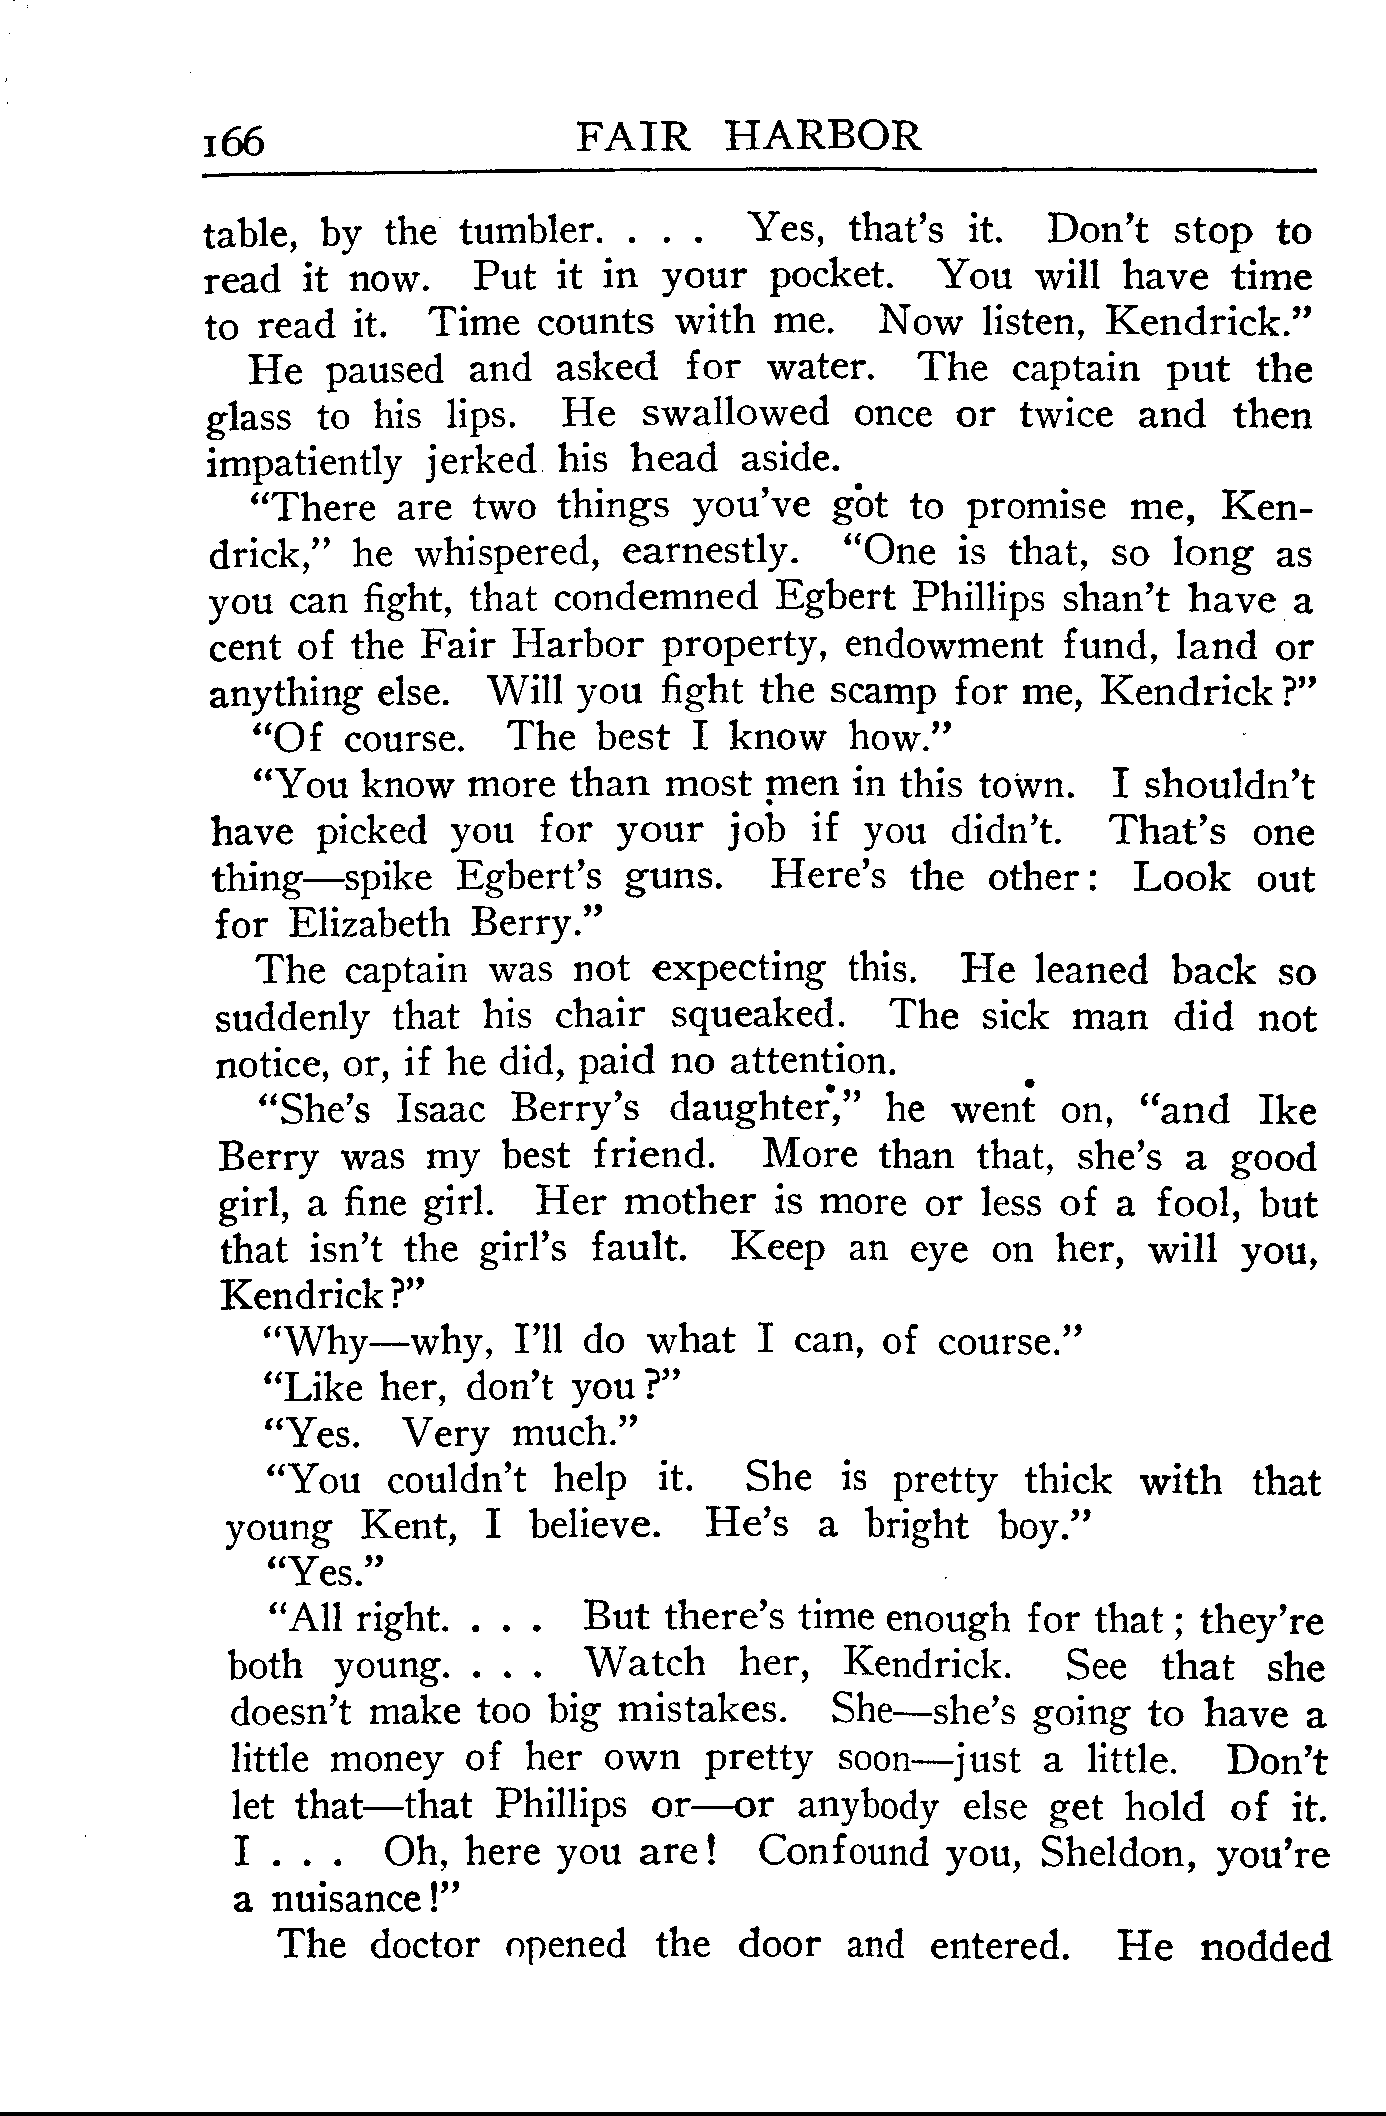 166 FAIR HARBOR
table, by the tumbler. . . . Yes, that's it. Don't stop to
read it now. Put it in your pocket. You will have time
to read it. Time counts with me. Now listen, Kendrick.”
He paused and asked for water. The captain put the
glass to his lips. He swallowed once or twice and then
impatiently jerked his head aside.
“There are two things you've got to promise me, Ken-
drick,” he whispered, earnestly. “One is that, so long as
you can fight, that condemned Egbert Phillips shan't have a
cent of the Fair Harbor property, endowment fund, land or
anything else. Will you fight the scamp for me, Kendrick?”
“Of course. The best I know how.”
“You know more than most men in this town. I shouldn't
have picked you for your job if you didn't. That's one
thing—spike Egbert's guns. Here's the other: Look out
for Elizabeth Berry.”
The captain was not expecting this. He leaned back so
suddenly that his chair squeaked. The sick man did not
notice, or, if he did, paid no attention.
“She's Isaac Berry's daughter,” he went on, “and Ike
Berry was my best friend. More than that, she's a good
girl, a fine girl. Her mother is more or less of a fool, but
that isn't the girl's fault. Keep an eye on her, will you,
Kendrick?”
“Why—why, I'll do what I can, of course.”
“Like her, don't you?”
“Yes. Very much.”
“You couldn't help it. She is pretty thick with that
young Kent, I believe. He's a bright boy.”
“Yes.”
“All right. . . . But there's time enough for that; they're
both young. . . . Watch her, Kendrick. See that she
doesn't make too big mistakes. She—she's going to have a
little money of her own pretty soon—just a little. Don't
let that—that Phillips or—or anybody else get hold of it.
I . . . Oh, here you are! Confound you, Sheldon, you're
a nuisance!”
The doctor opened the door and entered. He nodded